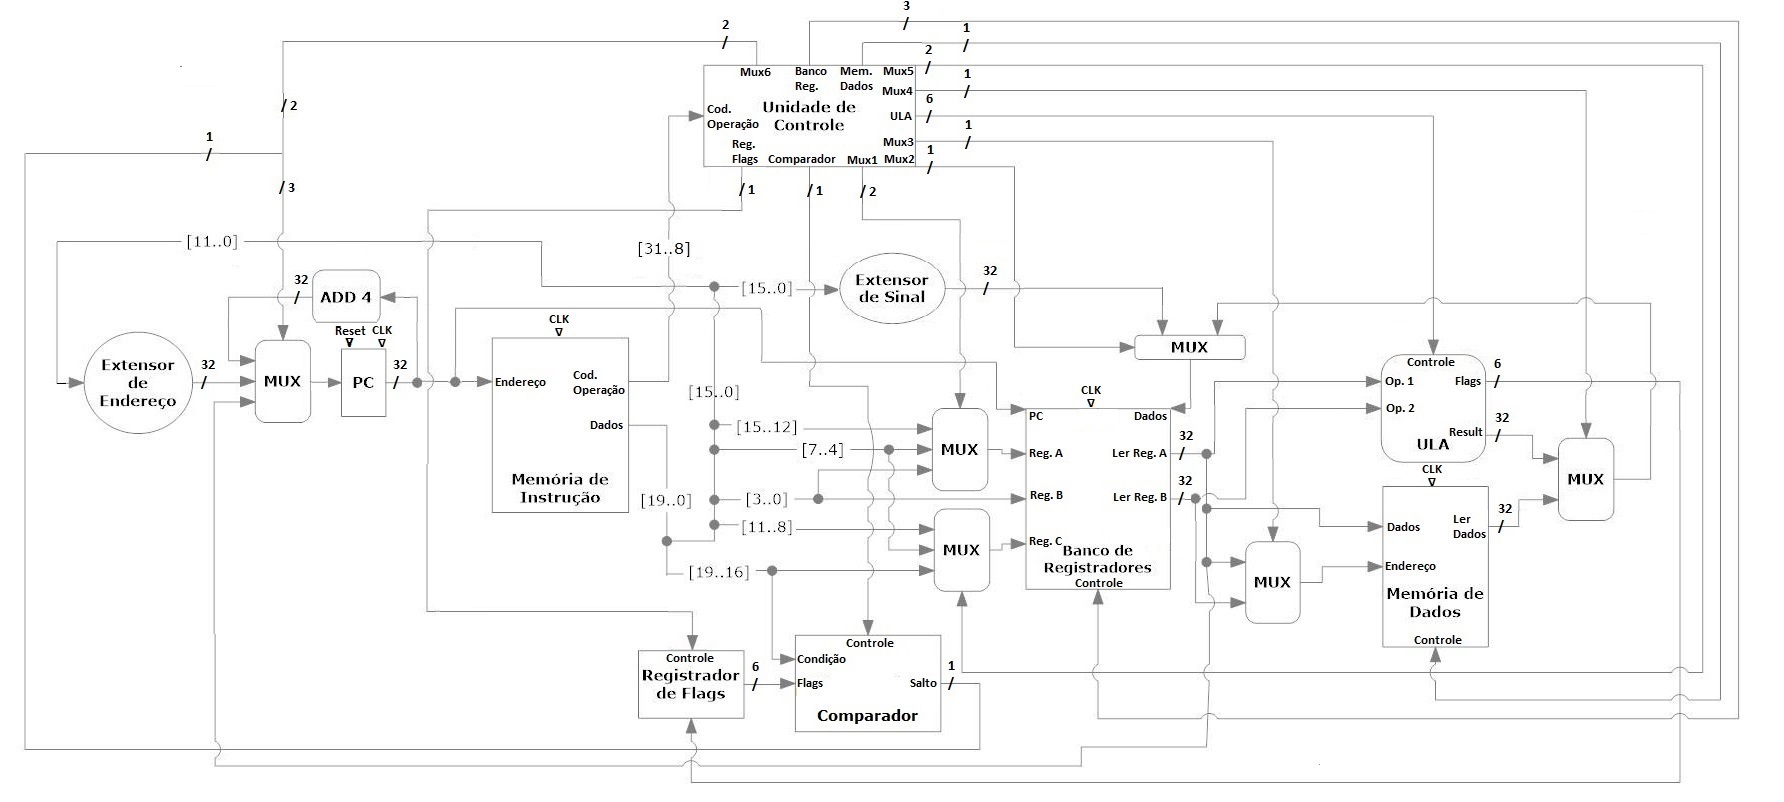 3
2
1
2
Mux6
Banco
Reg.
Mem.
Dados
Mux5
1
Mux4
6
ULA
Cod.
Operação
Unidade de
Controle
/2
1
Mux3
1
Reg.
Flags
Comparador
Mux1
Mux2
1
/3
/1
/1
/2
[11..0]
[31..8]
32
ADD 4
[15..0]
Extensor
de Sinal
32
Reset
CLK
CLK
MUX
Extensor
de
Endereço
32
MUX
PC
32
Endereço
Cod.
Operação
Dados
Memória de
Instrução
[15..0]
[15..12]
[7..4]
[3..0]
[11..8]
[19..0]
[19..16]
MUX
MUX
CLK
PC
Dados
Reg. A
Ler Reg. A
32
Reg. B
Ler Reg. B
32
Reg. C
Banco de
Registradores
Controle
Controle
Op. 1
Flags
6
Op. 2
Result
32
ULA
CLK
MUX
Dados
Ler
Dados
32
Endereço
MUX
Memória de
Dados
Controle
Controle
Registrador
de Flags
6
Controle
Condição
Flags
Salto
1
Comparador